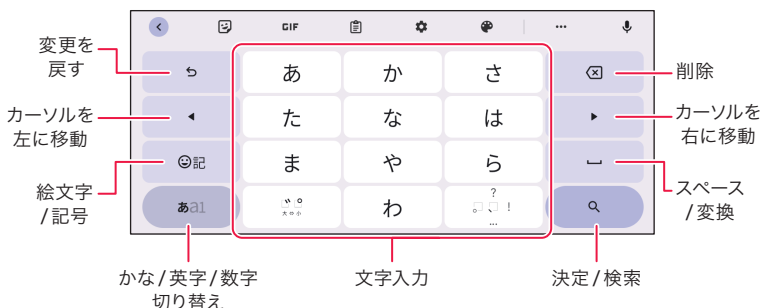 GIF
変更を
戻す
あ か さ
削除
カーソルを
左に移動
た な は
カーソルを
右に移動
記
ま や ら
絵文字
/記号
スペース
/変換
あa1
大⇔小
わ
?
。、!
…
かな/英字/数字
切り替え
文字入力
決定/検索